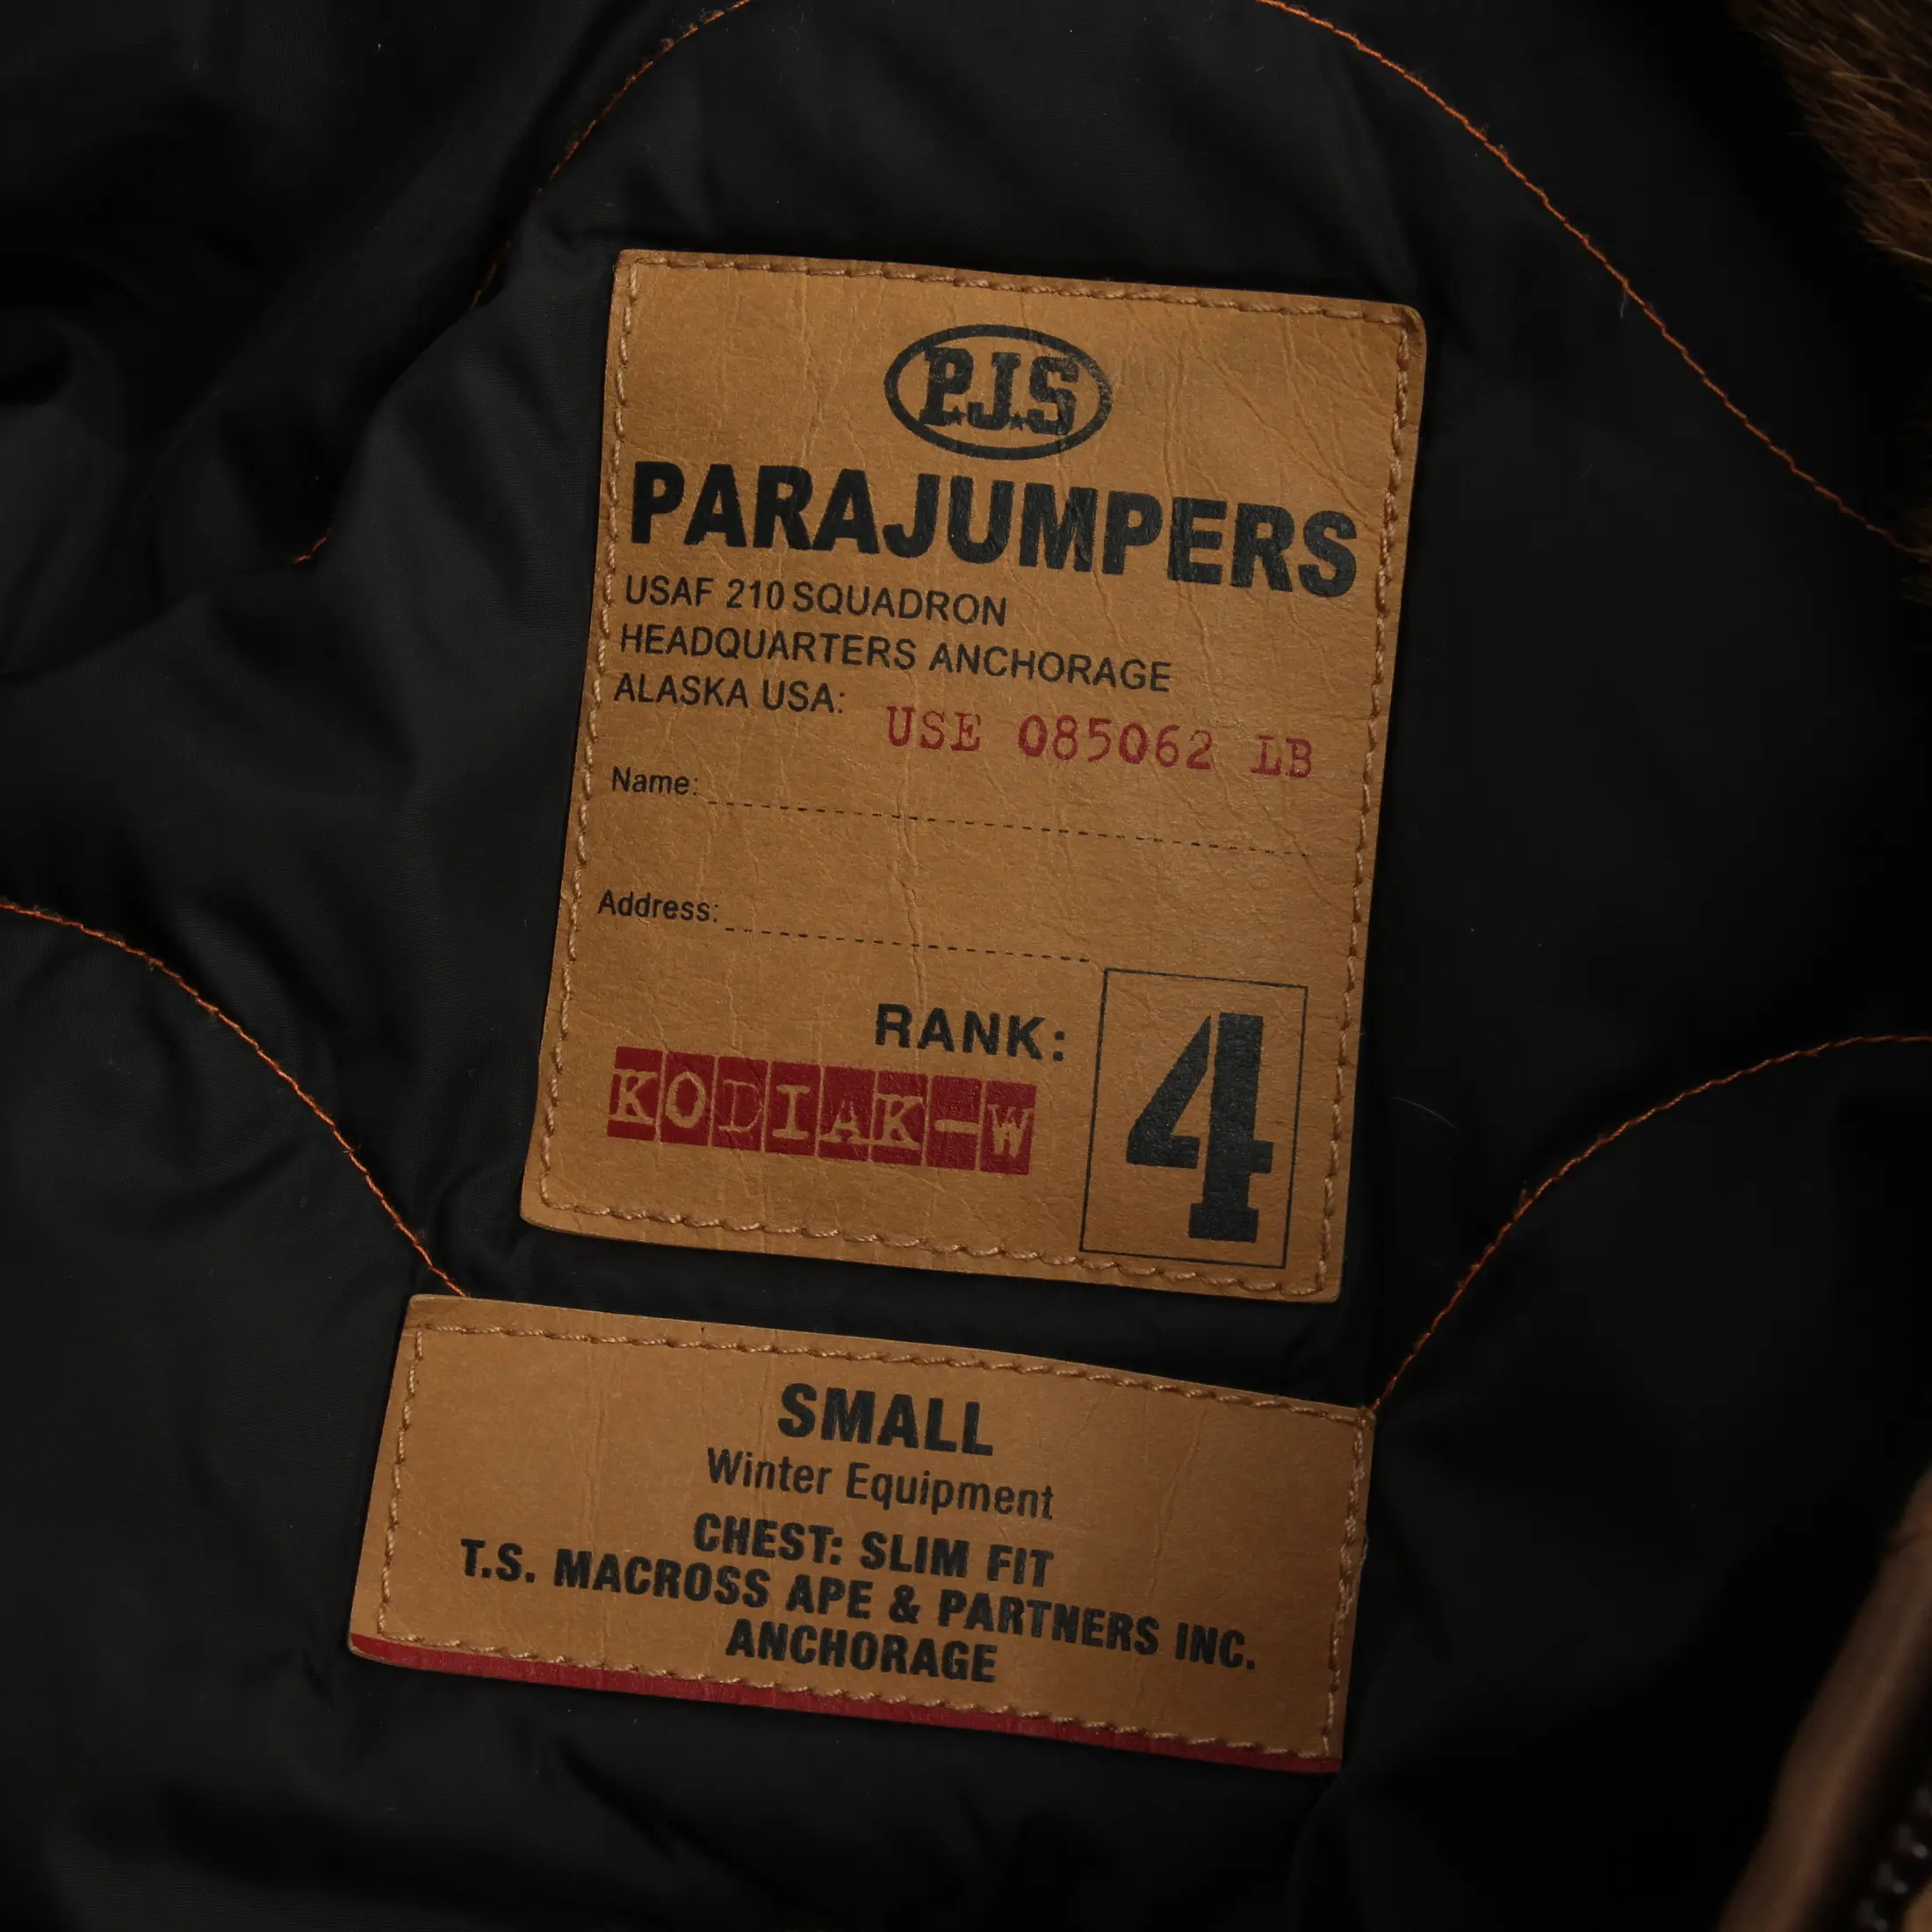 P.J.S
PARAJUMPERS
USAF 210 SQUADRON
HEADQUARTERS ANCHORAGE
ALASKA USA:
USE 085062 LB
Name:
Address:
RANK:
4
KODIAK-W
SMALL
Winter Equipment
CHEST: SLIM FIT
T.S. MACROSS APE & PARTNERS INC.
ANCHORAGE